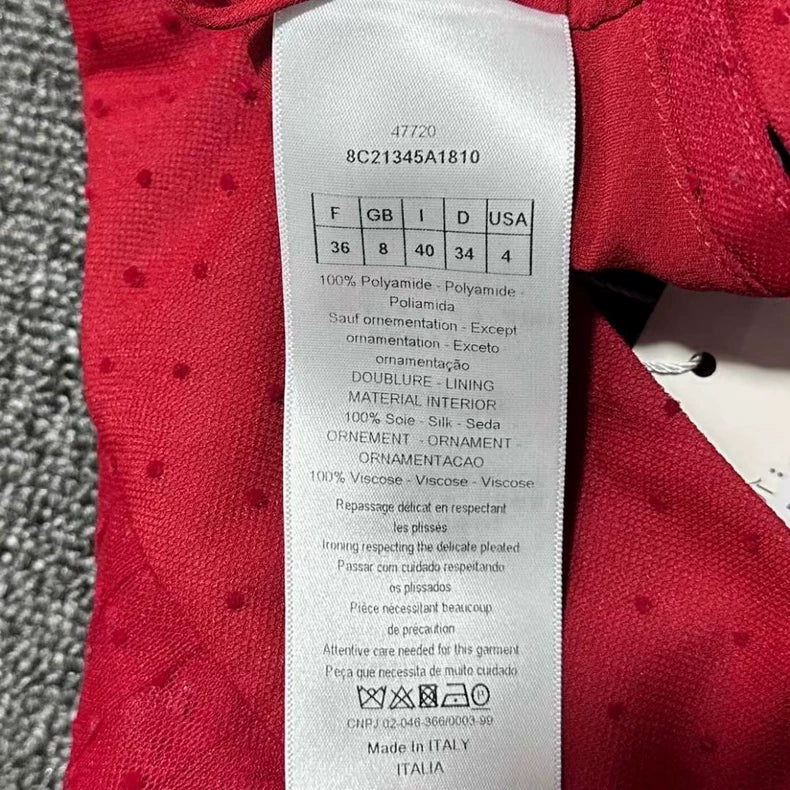 47720
8C21345A1810
F GB I D USA
36 8 40 34 4
100% Polyamide - Polyamide -
Poliamida
Sauf ornementation - Except
ornamentation - Exceto
ornamentação
DOUBLURE - LINING
MATERIAL INTERIOR
100% Soie - Silk - Seda
ORNEMENT - ORNAMENT -
ORNAMENTACAO
100% Viscose - Viscose - Viscose
Repassage délicat en respectant
les plissés
Ironing respecting the delicate pleated
Passar com cuidado respeitando
os plissados
Pièce nécessitant beaucoup
de précaution
Attentive care needed for this garment
Peça que necessita de muito cuidado
CNPJ 02-046-366/0003-99
Made In ITALY
ITALIA